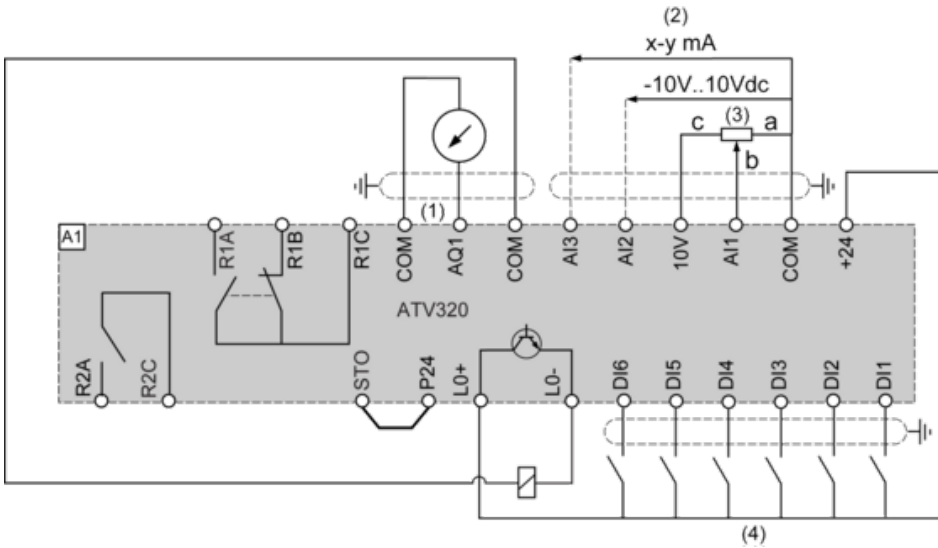 (2)
x-y mA
-10V..10Vdc
c (3) a
b
(1)
A1
R1A R1B R1C COM AQ1 COM AI3 AI2 10V AI1 COM +24
ATV320
R2A R2C STO P24 L0+ L0- DI6 DI5 DI4 DI3 DI2 DI1
(4)